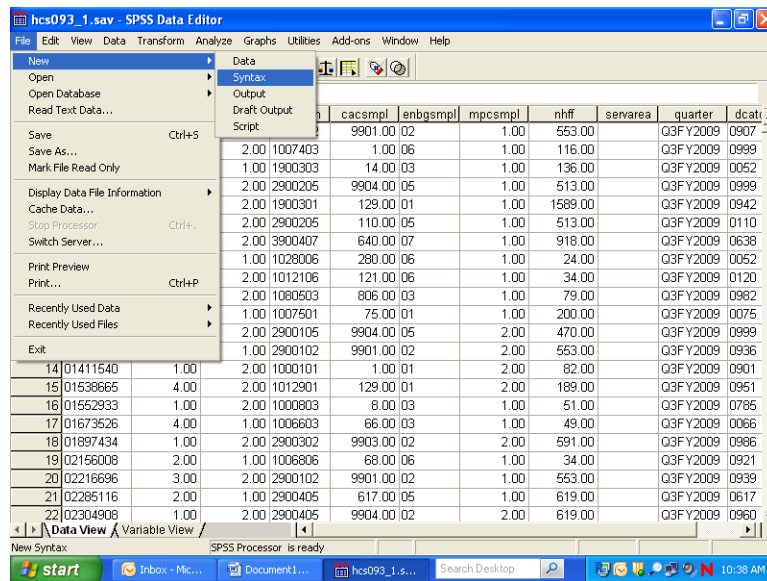 hcs093_1.sav - SPSS Data Editor
File Edit View Data Transform Analyze Graphs Utilities Add-ons Window Help
New
Open
Open Database
Read Text Data...
Save Ctrl+S
Save As...
Mark File Read Only
Display Data File Information
Cache Data...
Stop Processor Ctrl+.
Switch Server...
Print Preview
Print... Ctrl+P
Recently Used Data
Recently Used Files
Exit
Data
Syntax
Output
Draft Output
Script
cacsmpl enbgsmpl mpcsmpl nhff servarea quarter
9901.00 02 1.00 553.00 Q3FY2009 0907
2.00 1007403 1.00 06 1.00 116.00 Q3FY2009 0999
1.00 1900303 14.00 03 1.00 136.00 Q3FY2009 0052
2.00 2900205 9904.00 05 1.00 513.00 Q3FY2009 0999
2.00 1900301 129.00 01 1.00 1589.00 Q3FY2009 0942
2.00 2900205 110.00 05 1.00 513.00 Q3FY2009 0110
2.00 3900407 640.00 07 1.00 918.00 Q3FY2009 0638
1.00 1028006 280.00 06 1.00 24.00 Q3FY2009 0052
2.00 1012106 121.00 06 1.00 34.00 Q3FY2009 0120
2.00 1080503 806.00 03 1.00 79.00 Q3FY2009 0982
1.00 1007501 75.00 01 1.00 200.00 Q3FY2009 0075
2.00 2900105 9904.00 05 2.00 470.00 Q3FY2009 0999
1.00 2900102 9901.00 02 2.00 553.00 Q3FY2009 0936
14 01411540 1.00 2.00 1000101 1.00 01 2.00 82.00 Q3FY2009 0901
15 01538665 4.00 2.00 1012901 129.00 01 2.00 189.00 Q3FY2009 0951
16 01552933 1.00 2.00 1000803 8.00 03 1.00 51.00 Q3FY2009 0785
17 01673526 4.00 1.00 1006603 66.00 03 1.00 49.00 Q3FY2009 0066
18 01897434 1.00 2.00 2900302 9903.00 02 2.00 591.00 Q3FY2009 0986
19 02156008 2.00 1.00 1006806 68.00 06 1.00 34.00 Q3FY2009 0921
20 02216696 3.00 2.00 2900102 9901.00 02 1.00 553.00 Q3FY2009 0939
21 02285116 2.00 1.00 2900405 617.00 05 1.00 619.00 Q3FY2009 0617
22 02304908 1.00 2.00 2900405 9904.00 02 2.00 619.00 Q3FY2009 0960
Data View Variable View
New Syntax SPSS Processor is ready
start Inbox - Mic... Document1... hcs093_1.s... Search Desktop 10:38 AM